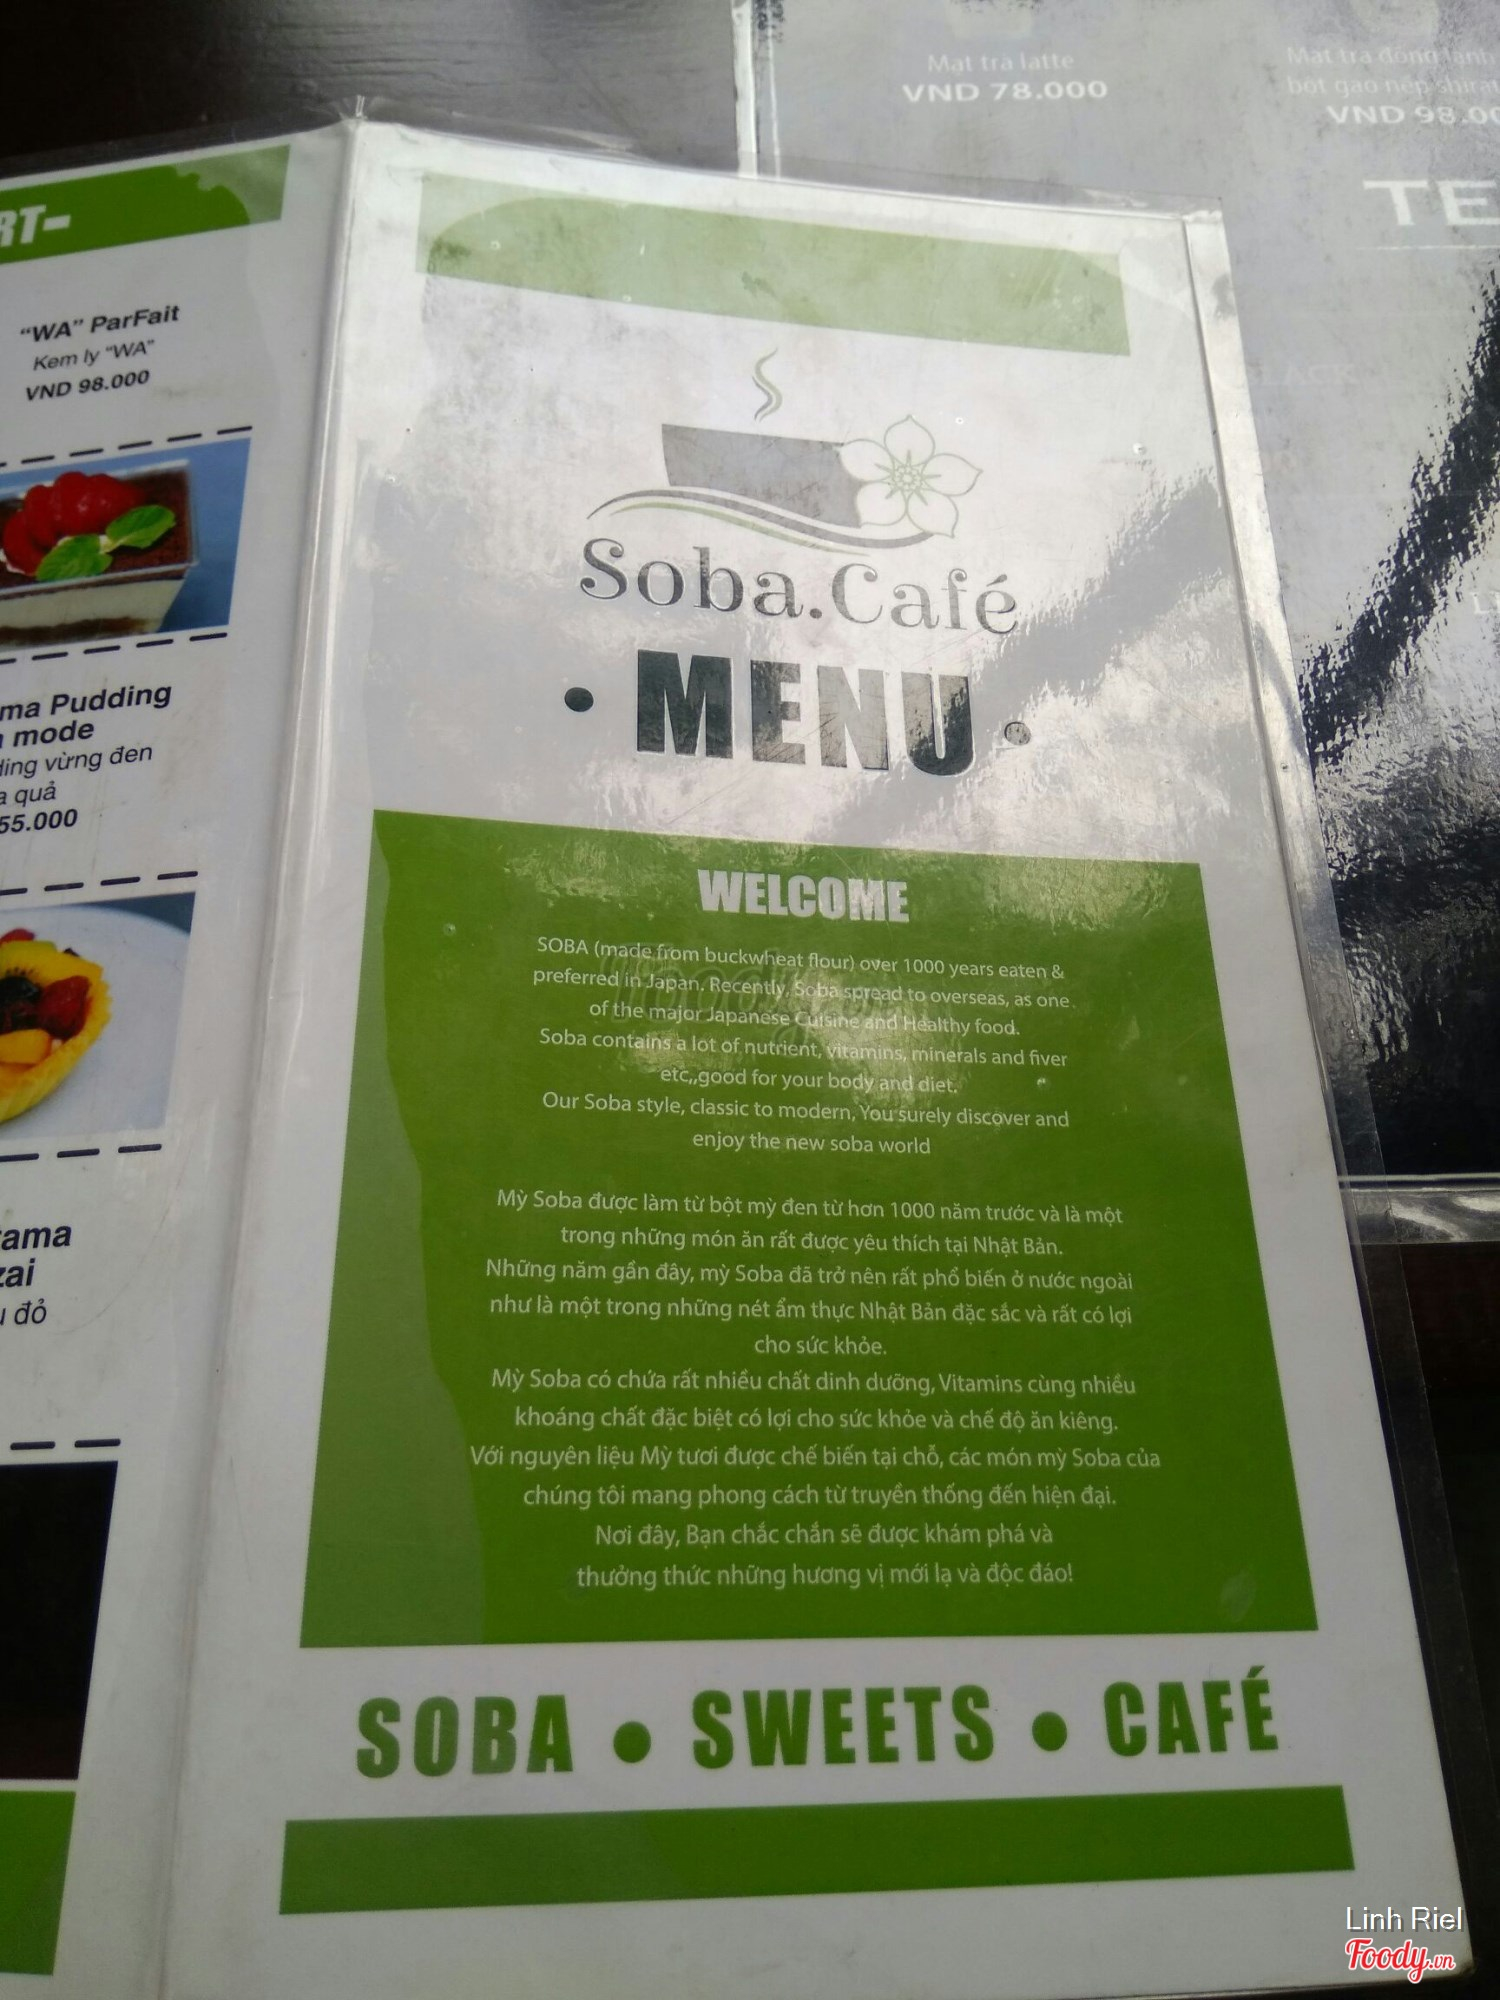 Mat trà latte
VND 78.000
VND 98.00
TE
RT-
"WA" ParFait
Kem ly "WA"
VND 98.000
ma Pudding
mode
ding vừng đen
a quả
55.000
ama
zai
đỏ
Soba.Café
• MENU •
WELCOME
SOBA (made from buckwheat flour) over 1000 years eaten &
preferred in Japan. Recently, Soba spread to overseas, as one
of the major Japanese Cuisine and Healthy food.
Soba contains a lot of nutrient, vitamins, minerals and fiver
etc,,good for your body and diet.
Our Soba style, classic to modern, You surely discover and
enjoy the new soba world
Mỳ Soba được làm từ bột mỳ đen từ hơn 1000 năm trước và là một
trong những món ăn rất được yêu thích tại Nhật Bản.
Những năm gần đây, mỳ Soba đã trở nên rất phổ biến ở nước ngoài
như là một trong những nét ẩm thực Nhật Bản đặc sắc và rất có lợi
cho sức khỏe.
Mỳ Soba có chứa rất nhiều chất dinh dưỡng, Vitamins cùng nhiều
khoáng chất đặc biệt có lợi cho sức khỏe và chế độ ăn kiêng.
Với nguyên liệu Mỳ tươi được chế biến tại chỗ, các món mỳ Soba của
chúng tôi mang phong cách từ truyền thống đến hiện đại.
Nơi đây, Bạn chắc chắn sẽ được khám phá và
thưởng thức những hương vị mới lạ và độc đáo!
SOBA • SWEETS • CAFÉ
Linh Riel
Foody.vn